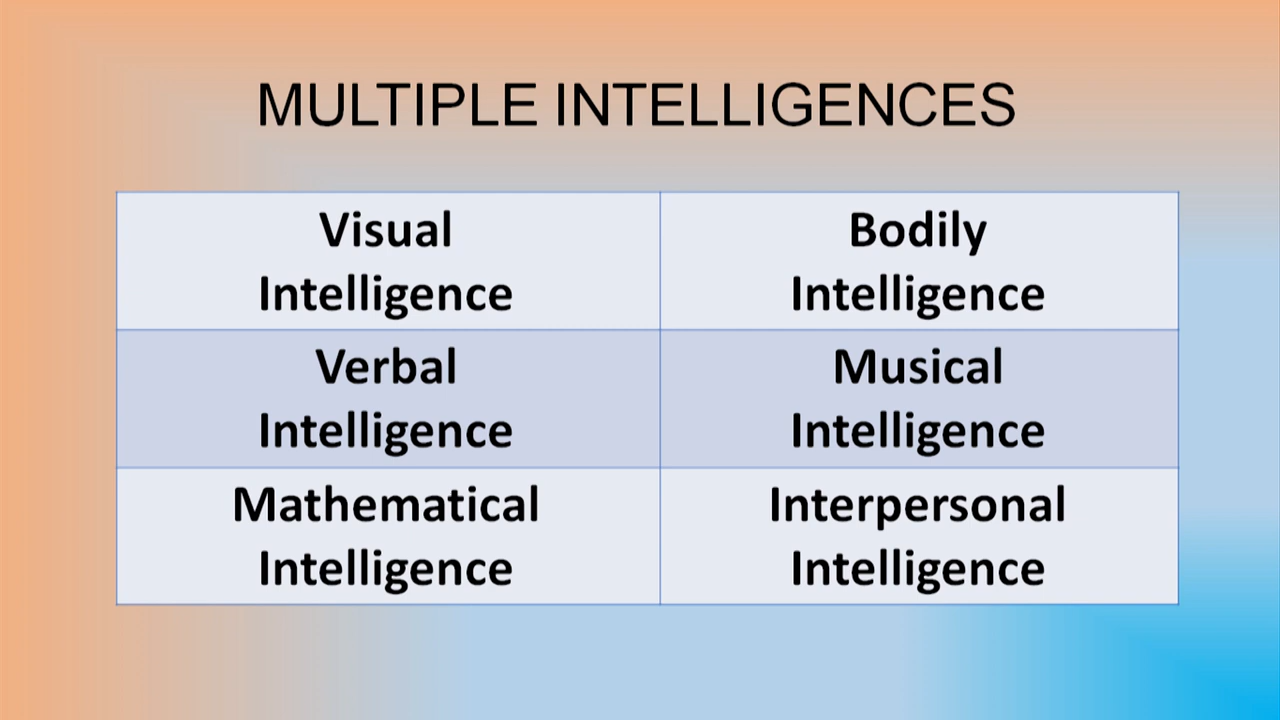 MULTIPLE INTELLIGENCES
Visual
Intelligence
Bodily
Intelligence
Verbal
Intelligence
Musical
Intelligence
Mathematical
Intelligence
Interpersonal
Intelligence